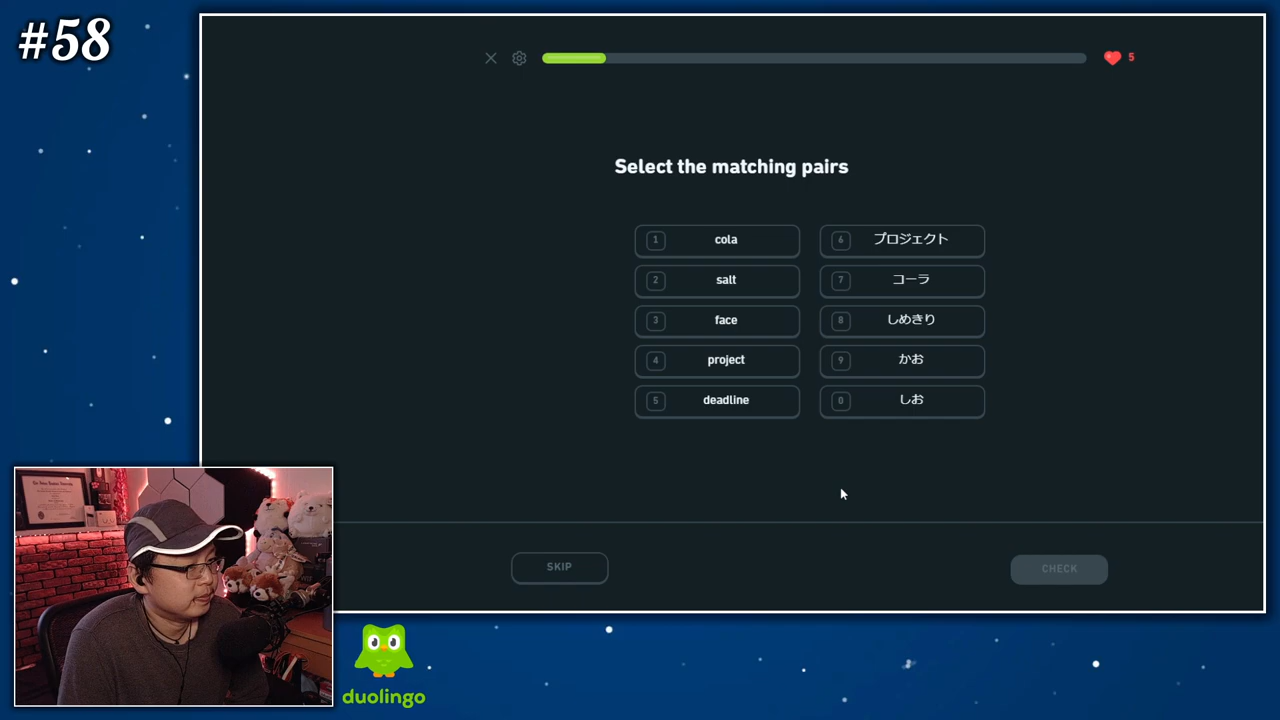 #58
5
Select the matching pairs
1 cola
6 プロジェクト
2 salt
7 コーラ
3 face
8 しめきり
4 project
9 かお
5 deadline
0 しお
SKIP
CHECK
duolingo